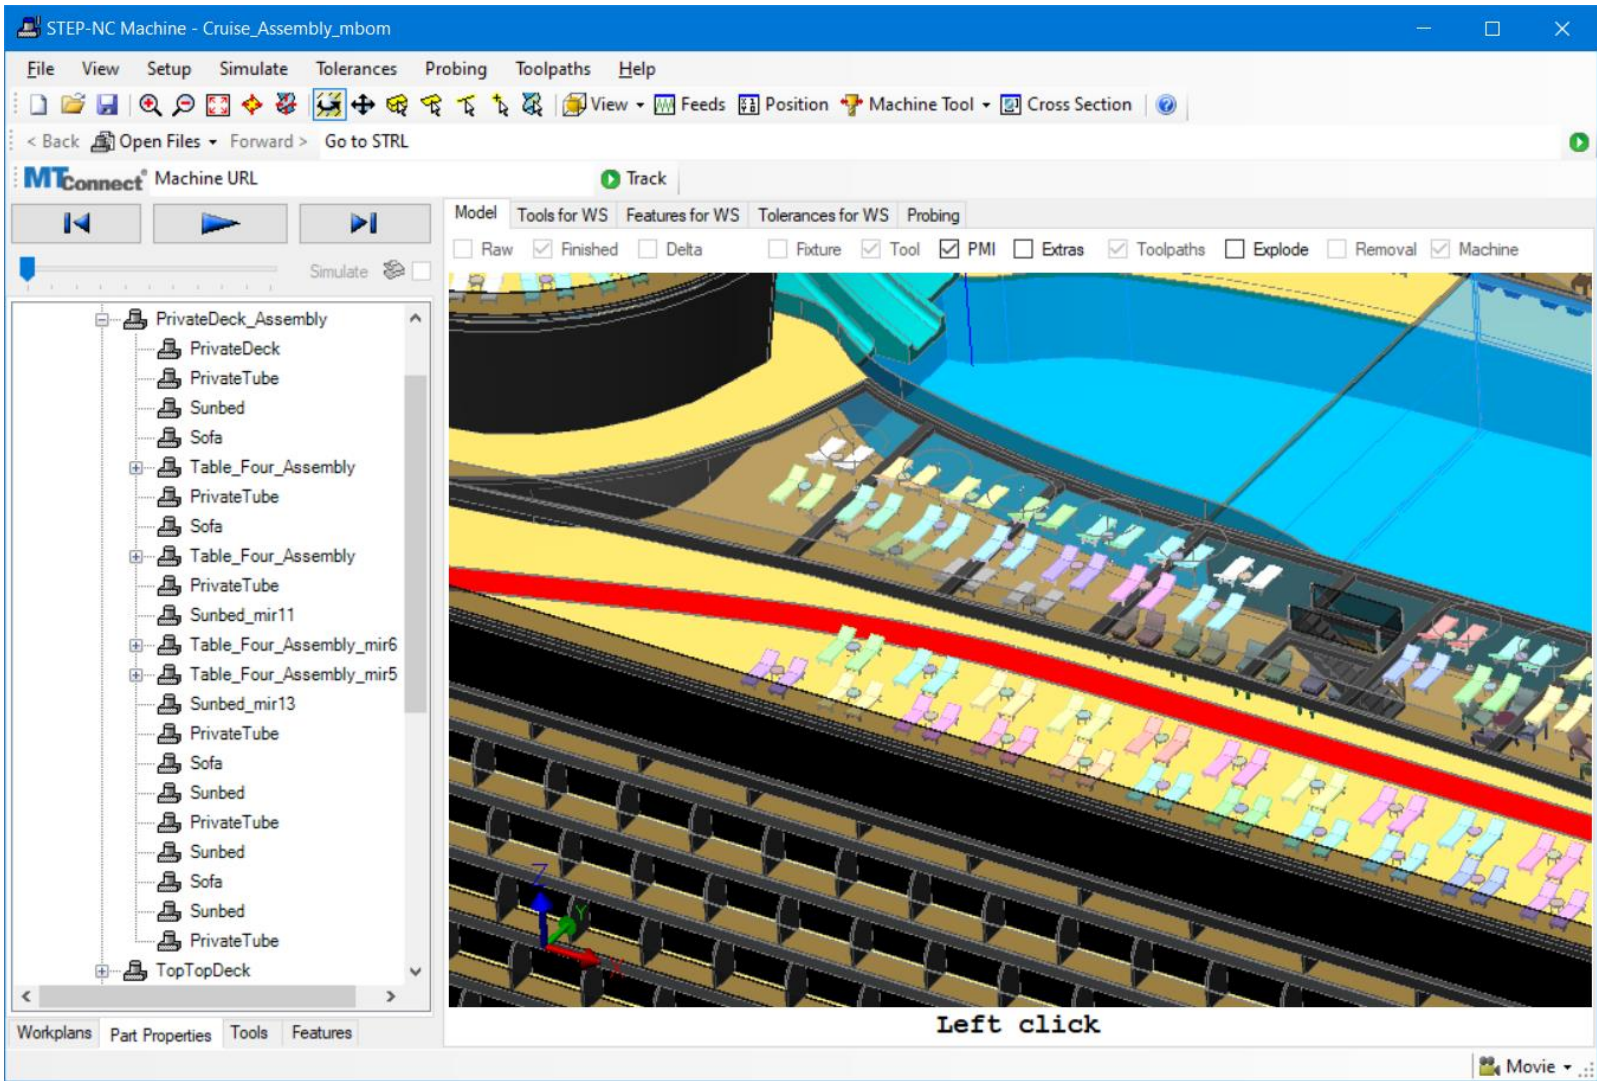 STEP-NC Machine - Cruise_Assembly_mbom
File View Setup Simulate Tolerances Probing Toolpaths Help
View Feeds Position Machine Tool Cross Section
< Back Open Files Forward > Go to STRL
MTConnect® Machine URL Track
Model Tools for WS Features for WS Tolerances for WS Probing
Raw Finished Delta Fixture Tool PMI Extras Toolpaths Explode Removal Machine
Simulate
PrivateDeck_Assembly
PrivateDeck
PrivateTube
Sunbed
Sofa
Table_Four_Assembly
PrivateTube
Sofa
Table_Four_Assembly
PrivateTube
Sunbed_mir11
Table_Four_Assembly_mir6
Table_Four_Assembly_mir5
Sunbed_mir13
PrivateTube
Sofa
Sunbed
PrivateTube
Sunbed
Sofa
Sunbed
PrivateTube
TopTopDeck
Z
Y
X
Left click
Workplans Part Properties Tools Features
Movie